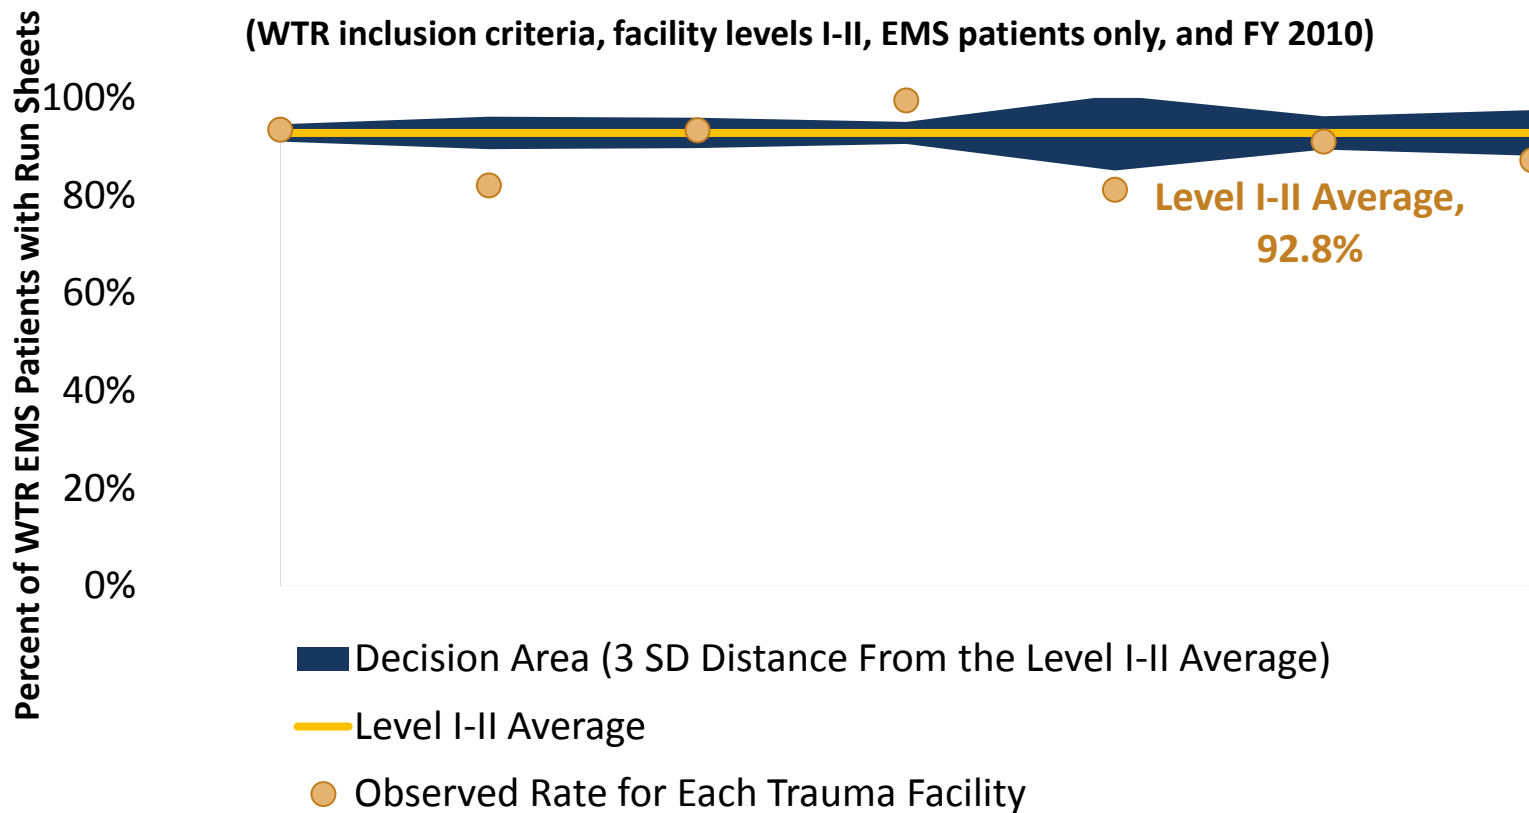 (WTR inclusion criteria, facility levels I-II, EMS patients only, and FY 2010)
Percent of WTR EMS Patients with Run Sheets
100%
80%
60%
40%
20%
0%
Level I-II Average,
92.8%
Decision Area (3 SD Distance From the Level I-II Average)
Level I-II Average
Observed Rate for Each Trauma Facility